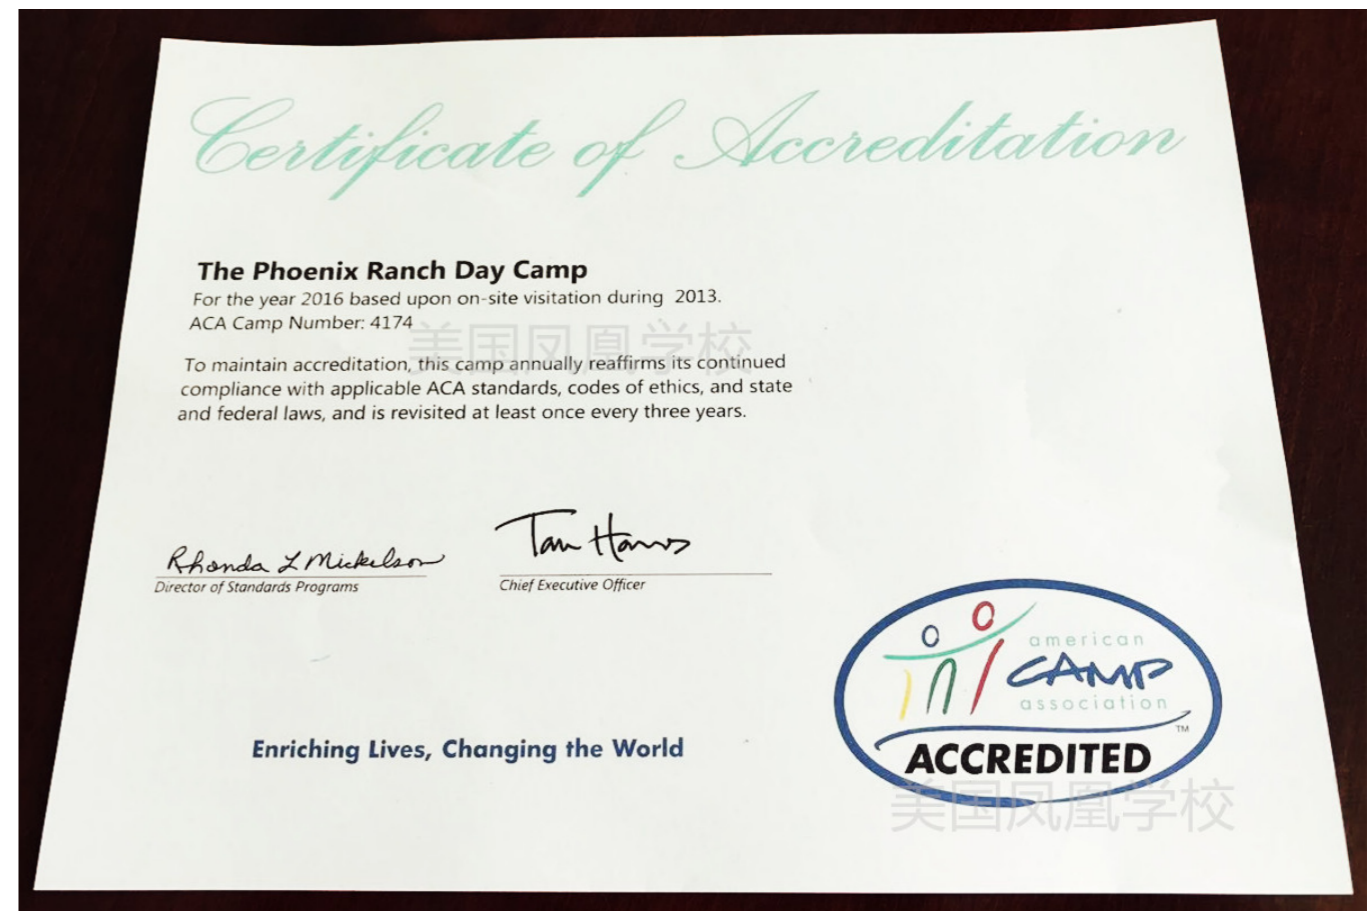 Certificate of Accreditation
The Phoenix Ranch Day Camp
For the year 2016 based upon on-site visitation during 2013.
ACA Camp Number: 4174
美国凤凰学校
To maintain accreditation, this camp annually reaffirms its continued
compliance with applicable ACA standards, codes of ethics, and state
and federal laws, and is revisited at least once every three years.
Rhonda L Mickelson
Director of Standards Programs
Chief Executive Officer
american
CAMP
association
TM
ACCREDITED
Enriching Lives, Changing the World
美国凤凰学校